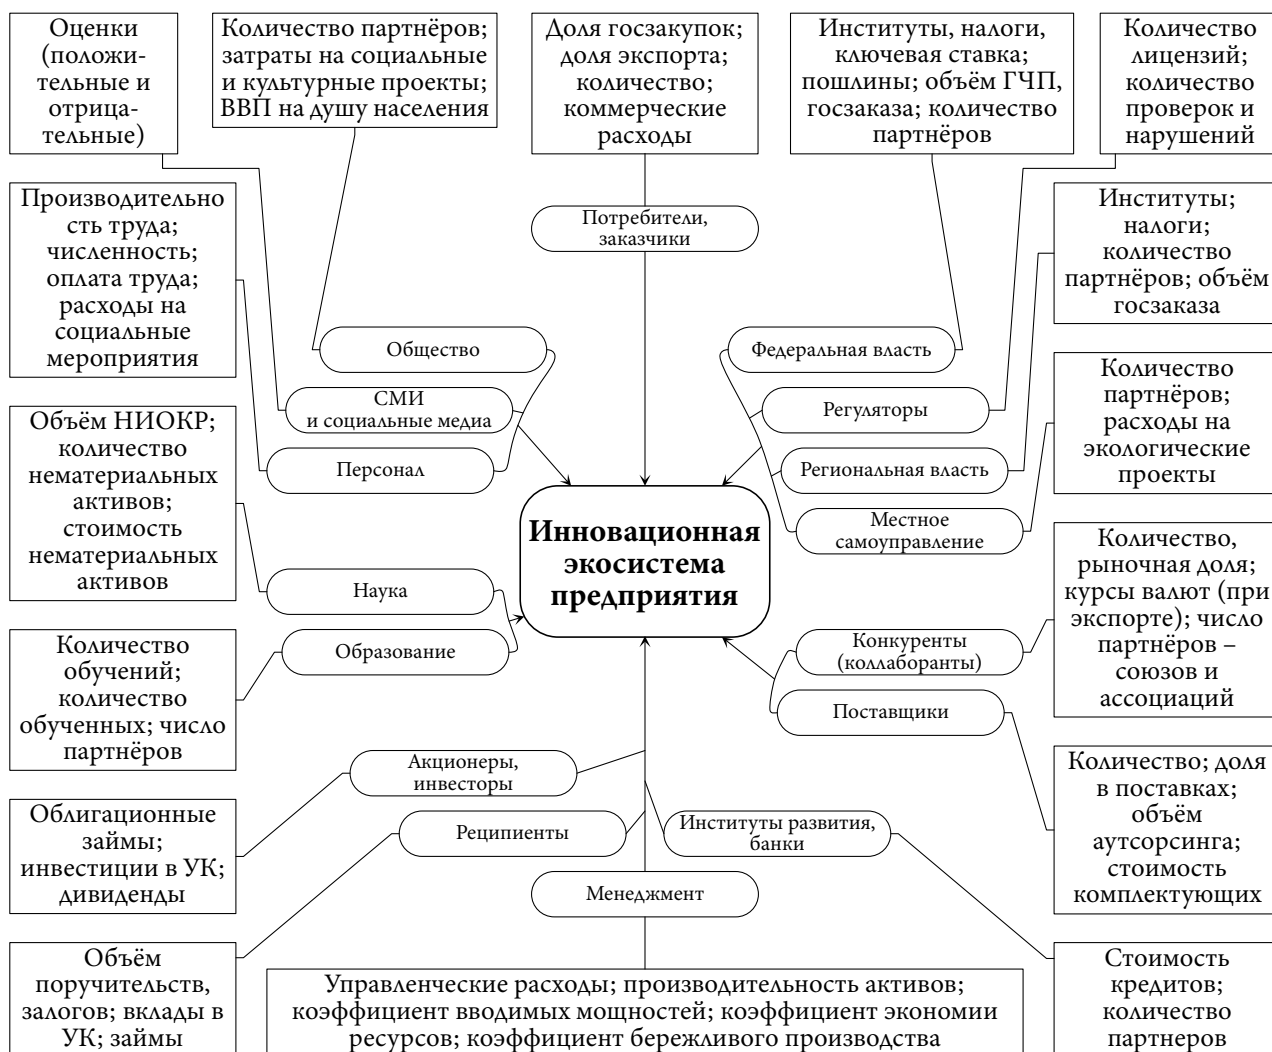 Оценки
(положи-
тельные и
отрица-
тельные)
Количество партнёров;
затраты на социальные
и культурные проекты;
ВВП на душу населения
Доля госзакупок;
доля экспорта;
количество;
коммерческие
расходы
Институты, налоги,
ключевая ставка;
пошлины; объём ГЧП,
госзаказа; количество
партнёров
Количество
лицензий;
количество
проверок и
нарушений
Производительно
сть труда;
численность;
оплата труда;
расходы на
социальные
мероприятия
Потребители,
заказчики
Институты;
налоги;
количество
партнёров; объём
госзаказа
Общество
СМИ
и социальные медиа
Персонал
Федеральная власть
Регуляторы
Региональная власть
Местное
самоуправление
Количество
партнёров;
расходы на
экологические
проекты
Объём НИОКР;
количество
нематериальных
активов;
стоимость
нематериальных
активов
Инновационная
экосистема
предприятия
Наука
Образование
Конкуренты
(коллаборанты)
Поставщики
Количество,
рыночная доля;
курсы валют (при
экспорте); число
партнёров –
союзов и
ассоциаций
Количество
обучений;
количество
обученных; число
партнёров
Акционеры,
инвесторы
Реципиенты
Институты развития,
банки
Менеджмент
Количество; доля
в поставках;
объём
аутсорсинга;
стоимость
комплектующих
Облигационные
займы;
инвестиции в УК;
дивиденды
Объём
поручительств,
залогов; вклады в
УК; займы
Управленческие расходы; производительность активов;
коэффициент вводимых мощностей; коэффициент экономии
ресурсов; коэффициент бережливого производства
Стоимость
кредитов;
количество
партнеров